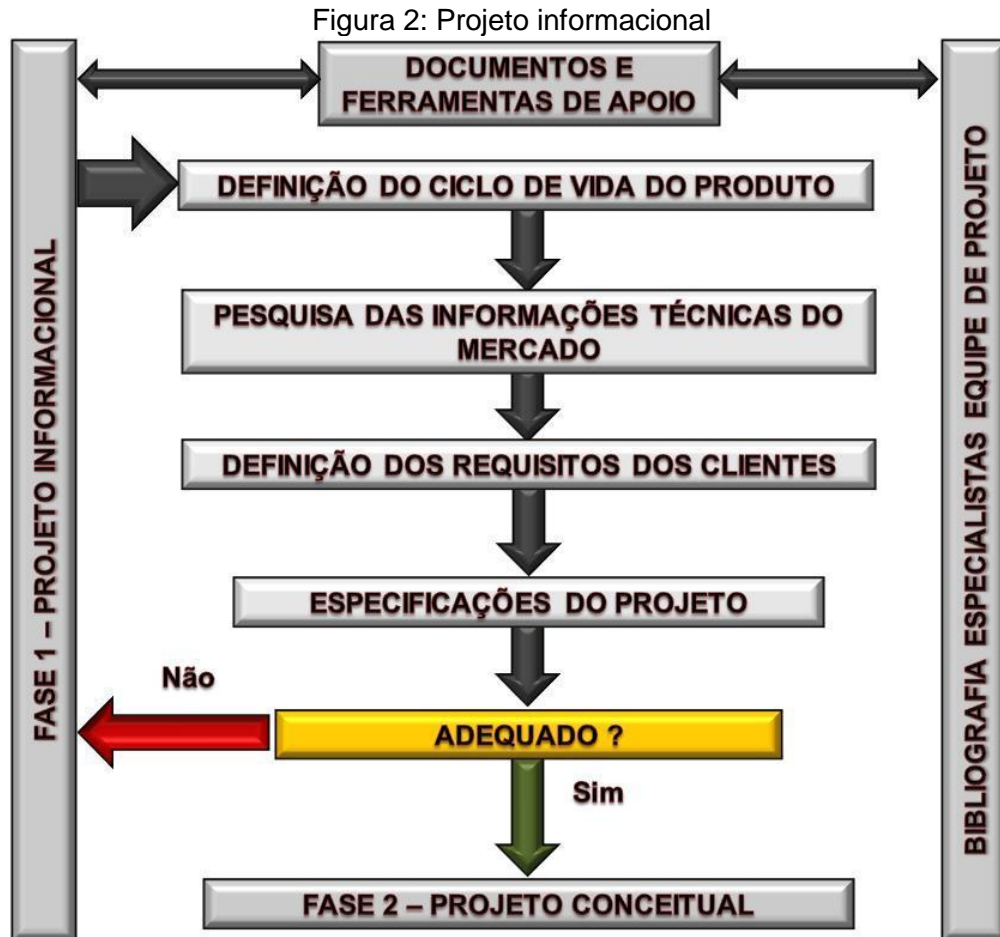 Figura 2: Projeto informacional
DOCUMENTOS E
FERRAMENTAS DE APOIO
DEFINIÇÃO DO CICLO DE VIDA DO PRODUTO
PESQUISA DAS INFORMAÇÕES TÉCNICAS DO
MERCADO
DEFINIÇÃO DOS REQUISITOS DOS CLIENTES
ESPECIFICAÇÕES DO PROJETO
Não
ADEQUADO ?
Sim
FASE 2 – PROJETO CONCEITUAL
FASE 1 – PROJETO INFORMACIONAL
BIBLIOGRAFIA ESPECIALISTAS EQUIPE DE PROJETO